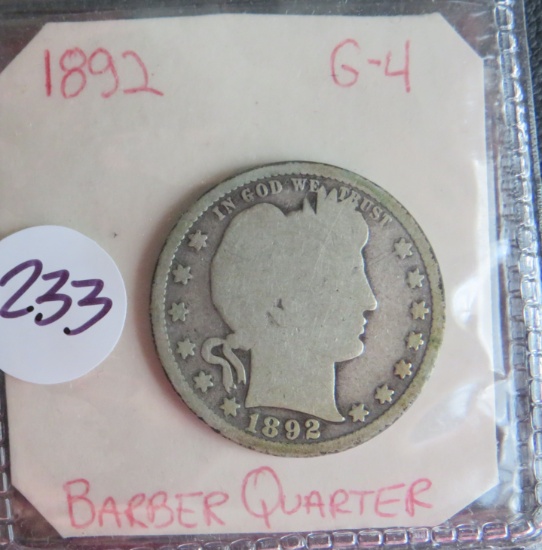 1892 G-4
IN GOD WE TRUST
233
1892
BARBER QUARTER